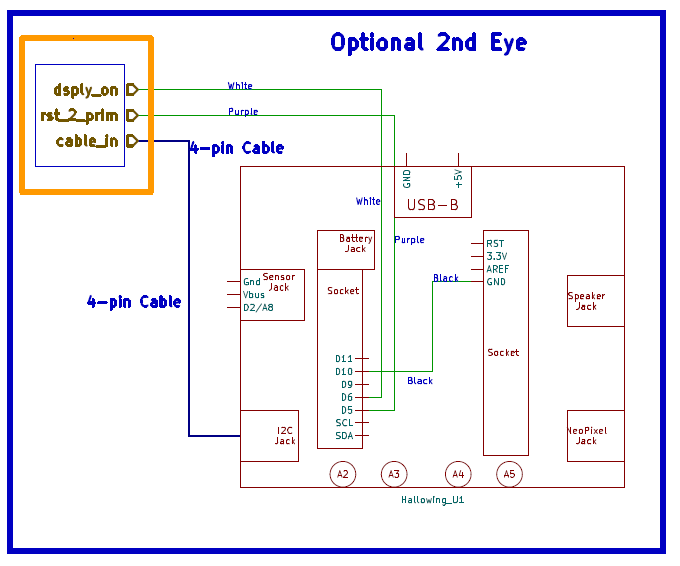 Optional 2nd Eye
dsply_on
rst_2_prim
cable_in
White
Purple
4-pin Cable
GND
+5V
USB-B
White
Purple
Battery
Jack
RST
3.3V
AREF
GND
Black
Sensor
Jack
Gnd
Vbus
D2/A8
Socket
Speaker
Jack
4-pin Cable
Socket
D11
D10
D9
D6
D5
SCL
SDA
Black
I2C
Jack
NeoPixel
Jack
A2
A3
A4
A5
Hallowing_U1